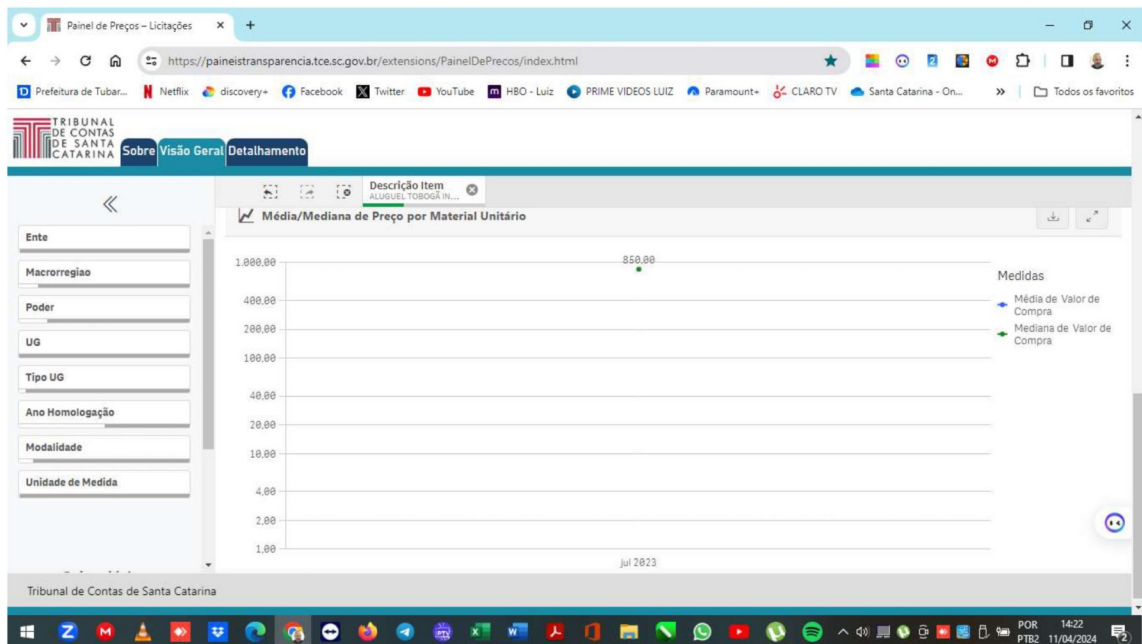 Painel de Preços – Licitações
https://paineistransparencia.tce.sc.gov.br/extensions/PainelDePrecos/index.html
Prefeitura de Tubar... Netflix discovery+ Facebook Twitter YouTube HBO - Luiz PRIME VIDEOS LUIZ Paramount+ CLARO TV Santa Catarina - On... » Todos os favoritos
TRIBUNAL
DE CONTAS
DE SANTA
CATARINA
Sobre Visão Geral Detalhamento
Descrição Item
ALUGUEL TOBOGÃ IN...
Média/Mediana de Preço por Material Unitário
Ente
Macrorregiao
Poder
UG
Tipo UG
Ano Homologação
Modalidade
Unidade de Medida
1.000,00
400,00
200,00
100,00
40,00
20,00
10,00
4,00
2,00
1,00
850,00
jul 2023
Medidas
Média de Valor de
Compra
Mediana de Valor de
Compra
Tribunal de Contas de Santa Catarina
POR
PTB2
14:22
11/04/2024